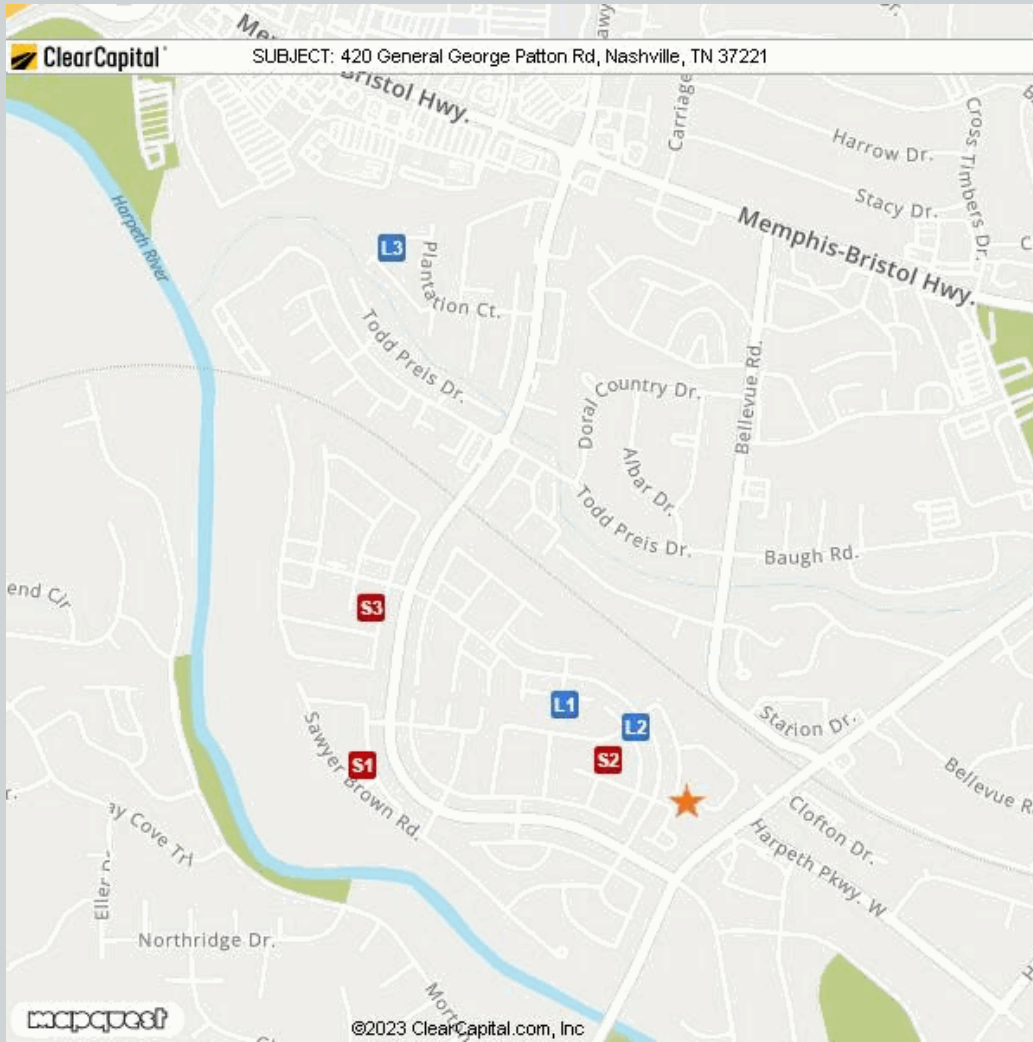 ClearCapital
SUBJECT: 420 General George Patton Rd, Nashville, TN 37221
Bristol Hwy.
Carriage
Harrow Dr.
Cross Timbers Dr.
Stacy Dr.
Memphis-Bristol Hwy.
Harpeth River
L3
Plantation Ct.
Todd Preis Dr.
Doral Country Dr.
Bellevue Rd.
Albar Dr.
Todd Preis Dr.
Baugh Rd.
end Cir
S3
L1
L2
Sawyer Brown Rd.
S1
S2
Bellevue R
ay Cove Trl
Clofton Dr.
Harpeth Pkwy. W
Eller D
Northridge Dr.
mapquest
©2023 ClearCapital.com, Inc